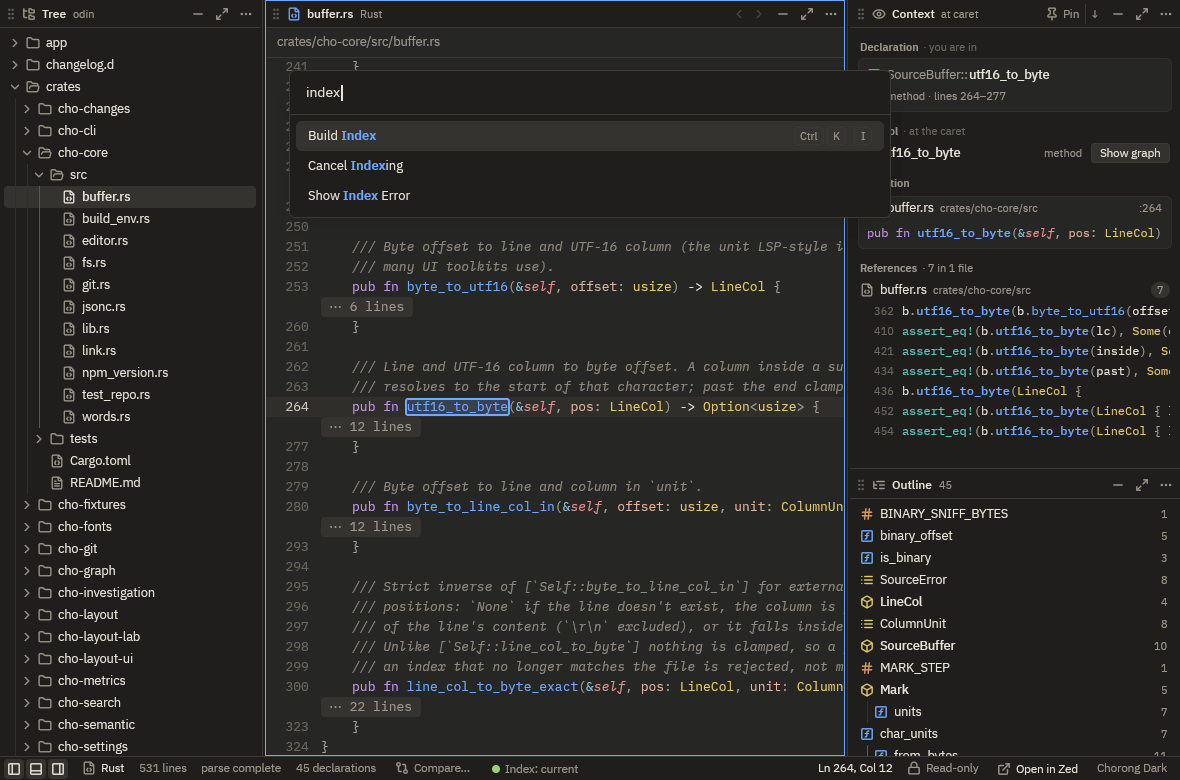 Tree odin
app
changelog.d
crates
cho-changes
cho-cli
cho-core
src
buffer.rs
build_env.rs
editor.rs
fs.rs
git.rs
jsonc.rs
lib.rs
link.rs
npm_version.rs
test_repo.rs
words.rs
tests
Cargo.toml
README.md
cho-fixtures
cho-fonts
cho-git
cho-graph
cho-investigation
cho-layout
cho-layout-lab
cho-layout-ui
cho-metrics
cho-search
cho-semantic
cho-settings
buffer.rs Rust
crates/cho-core/src/buffer.rs
index
Build Index Ctrl K I
Cancel Indexing
Show Index Error
241 }
250
251 /// Byte offset to line and UTF-16 column (the unit LSP-style i
252 /// many UI toolkits use).
253 pub fn byte_to_utf16(&self, offset: usize) -> LineCol {
··· 6 lines
260 }
261
262 /// Line and UTF-16 column to byte offset. A column inside a su
263 /// resolves to the start of that character; past the end clamp
264 pub fn utf16_to_byte(&self, pos: LineCol) -> Option<usize> {
··· 12 lines
277 }
278
279 /// Byte offset to line and column in `unit`.
280 pub fn byte_to_line_col_in(&self, offset: usize, unit: ColumnUn
··· 12 lines
293 }
294
295 /// Strict inverse of [`Self::byte_to_line_col_in`] for externa
296 /// positions: `None` if the line doesn't exist, the column is
297 /// of the line's content (`\r\n` excluded), or it falls inside
298 /// Unlike [`Self::line_col_to_byte`] nothing is clamped, so a
299 /// an index that no longer matches the file is rejected, not m
300 pub fn line_col_to_byte_exact(&self, pos: LineCol, unit: Column
··· 22 lines
323 }
324 }
Context at caret Pin
Declaration · you are in
SourceBuffer::utf16_to_byte
method · lines 264–277
ol · at the caret
f16_to_byte method Show graph
tion
buffer.rs crates/cho-core/src :264
pub fn utf16_to_byte(&self, pos: LineCol)
References · 7 in 1 file
buffer.rs crates/cho-core/src 7
362 b.utf16_to_byte(b.byte_to_utf16(offse
410 assert_eq!(b.utf16_to_byte(lc), Some(
421 assert_eq!(b.utf16_to_byte(inside), S
434 assert_eq!(b.utf16_to_byte(past), Som
436 b.utf16_to_byte(LineCol {
452 assert_eq!(b.utf16_to_byte(LineCol {
454 assert_eq!(b.utf16_to_byte(LineCol {
Outline 45
BINARY_SNIFF_BYTES 1
binary_offset 5
is_binary 3
SourceError 8
LineCol 4
ColumnUnit 8
SourceBuffer 10
MARK_STEP 1
Mark 5
units 7
char_units 7
from_bytes 11
Rust 531 lines parse complete 45 declarations Compare... Index: current Ln 264, Col 12 Read-only Open in Zed Chorong Dark